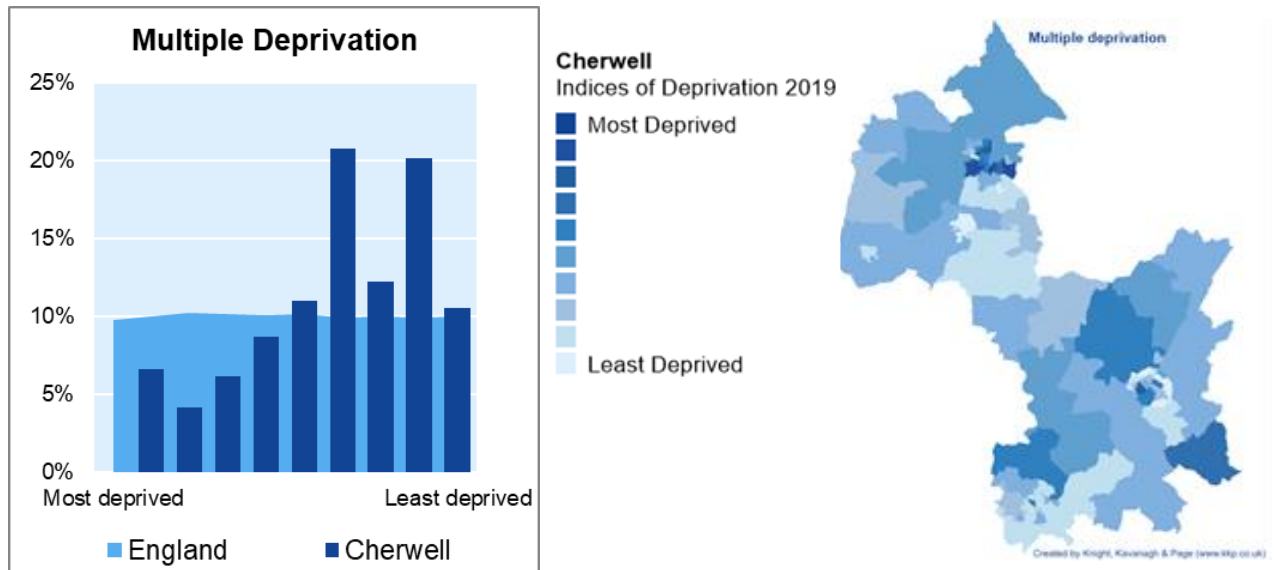 Multiple Deprivation
25%
20%
15%
10%
5%
0%
Most deprived
Least deprived
England
Cherwell
Cherwell
Indices of Deprivation 2019
Most Deprived
Least Deprived
Multiple deprivation
Created by Knight, Kavanagh & Page (www.kkp.co.uk)